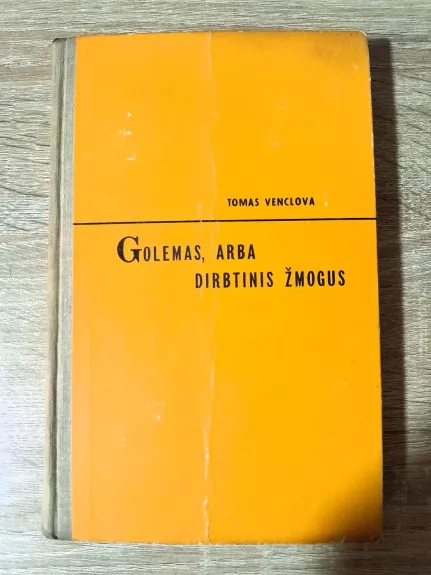 TOMAS VENCLOVA
GOLEMAS, ARBA
DIRBTINIS ŽMOGUS